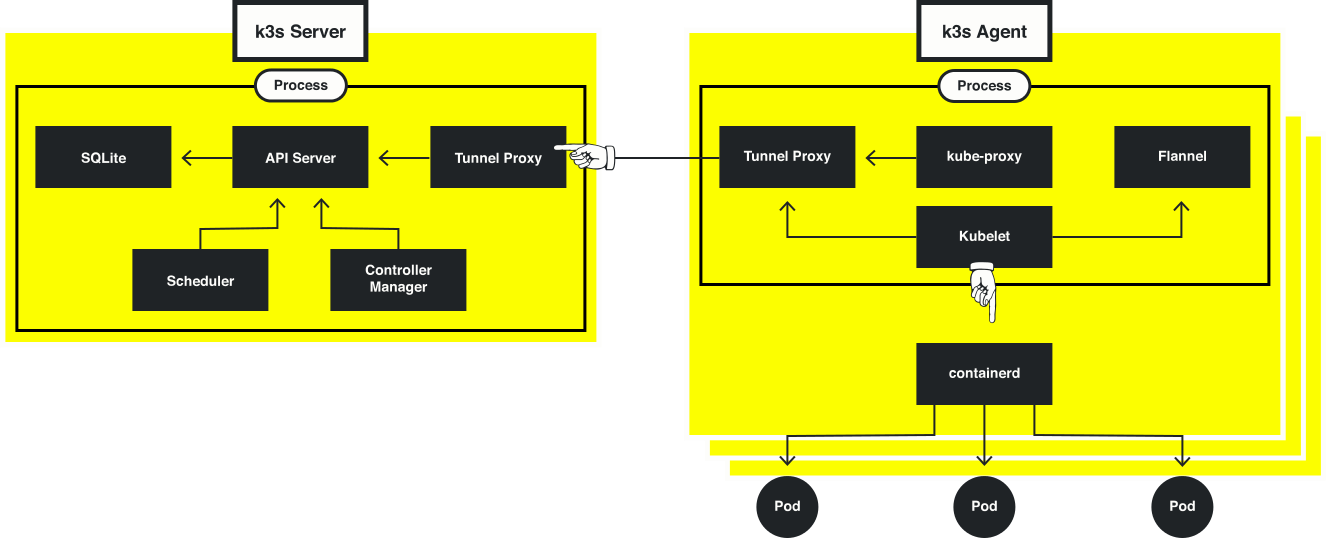 k3s Server
Process
SQLite
API Server
Tunnel Proxy
Scheduler
Controller
Manager
k3s Agent
Process
Tunnel Proxy
kube-proxy
Flannel
Kubelet
containerd
Pod
Pod
Pod